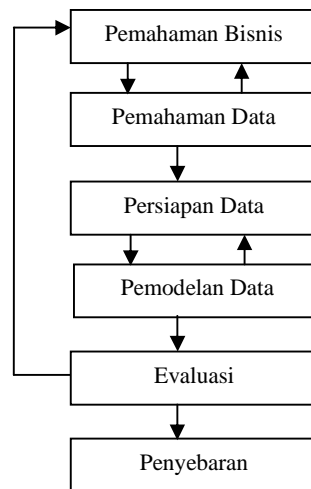 Pemahaman Bisnis
Pemahaman Data
Persiapan Data
Pemodelan Data
Evaluasi
Penyebaran